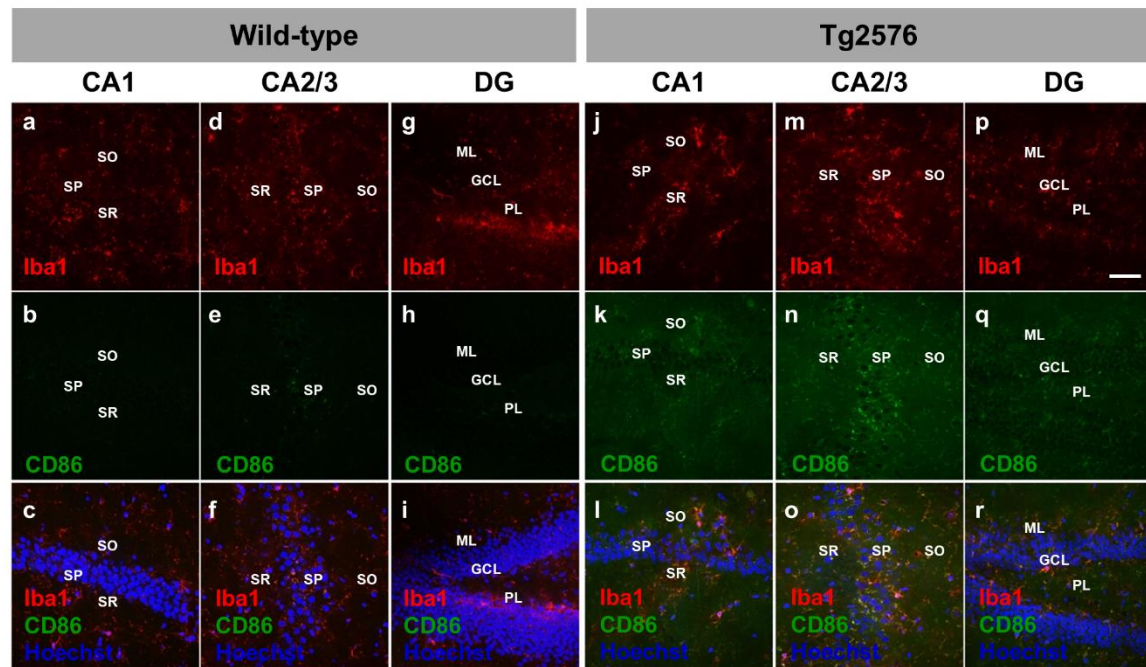 Wild-type
Tg2576
CA1
CA2/3
DG
CA1
CA2/3
DG
a
SO
SP
SR
Iba1
d
SR
SP
SO
Iba1
g
ML
GCL
PL
Iba1
j
SO
SP
SR
Iba1
m
SR
SP
SO
Iba1
p
ML
GCL
PL
Iba1
b
SO
SP
SR
CD86
e
SR
SP
SO
CD86
h
ML
GCL
PL
CD86
k
SO
SP
SR
CD86
n
SR
SP
SO
CD86
q
ML
GCL
PL
CD86
c
SO
SP
SR
Iba1
CD86
Hoechst
f
SR
SP
SO
Iba1
CD86
Hoechst
i
ML
GCL
PL
Iba1
CD86
Hoechst
l
SO
SP
SR
Iba1
CD86
Hoechst
o
SR
SP
SO
Iba1
CD86
Hoechst
r
ML
GCL
PL
Iba1
CD86
Hoechst